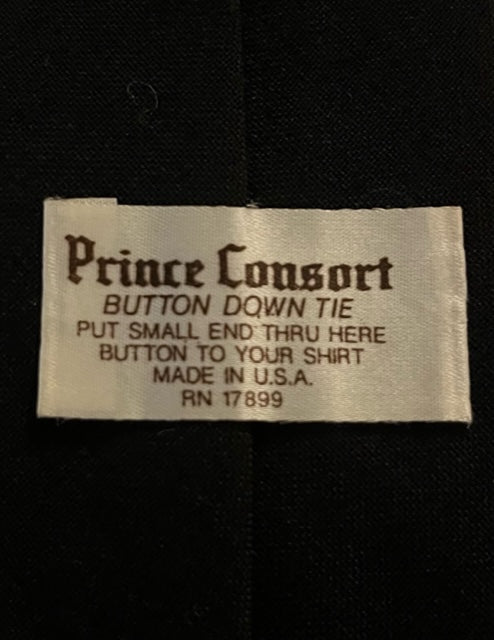 Prince Consort
BUTTON DOWN TIE
PUT SMALL END THRU HERE
BUTTON TO YOUR SHIRT
MADE IN U.S.A.
RN 17899